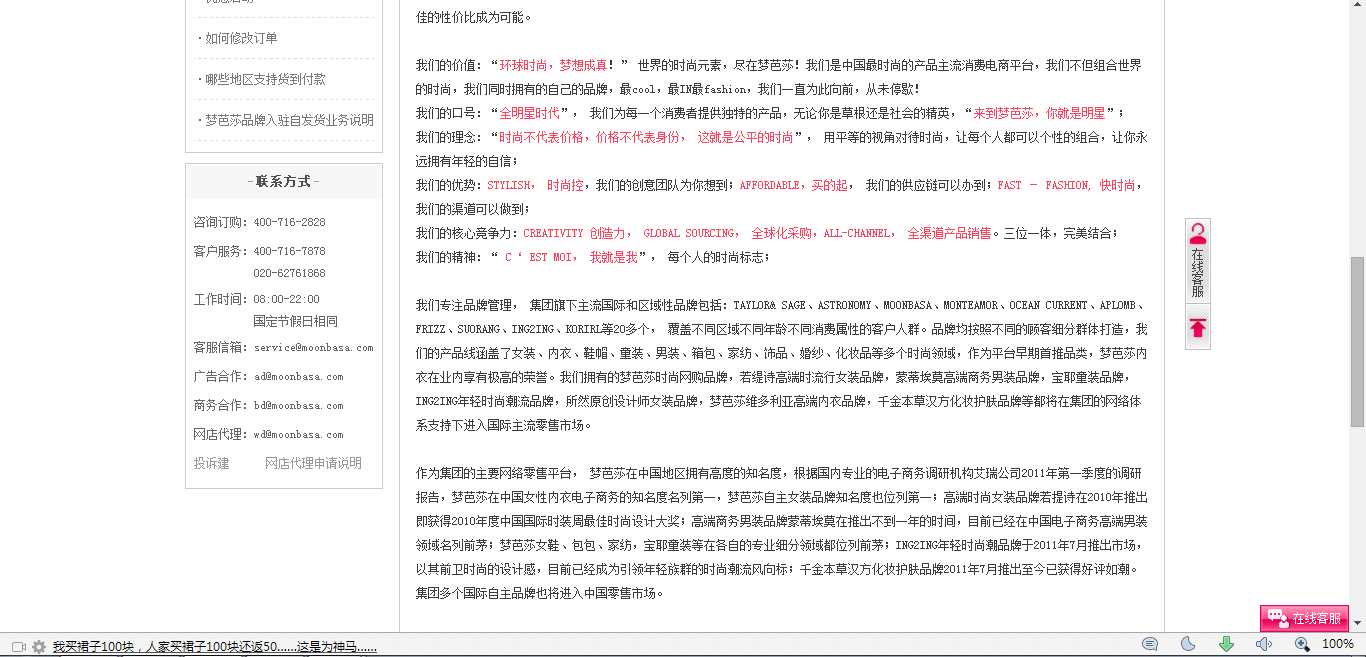 ·如何修改订单
·哪些地区支持货到付款
·梦芭莎品牌入驻自发货业务说明
-联系方式-
咨询订购：400-716-2828
客户服务：400-716-7878
020-62761868
工作时间：08:00-22:00
国定节假日相同
客服信箱：service@moonbasa.com
广告合作：ad@moonbasa.com
商务合作：bd@moonbasa.com
网店代理：wd@moonbasa.com
投诉建 网店代理申请说明
佳的性价比成为可能。
我们的价值：“环球时尚，梦想成真！” 世界的时尚元素，尽在梦芭莎！我们是中国最时尚的产品主流消费电商平台，我们不但组合世界
的时尚，我们同时拥有的自己的品牌，最cool，最IN最fashion，我们一直为此向前，从未停歇！
我们的口号：“全明星时代”， 我们为每一个消费者提供独特的产品，无论你是草根还是社会的精英，“来到梦芭莎，你就是明星”；
我们的理念：“时尚不代表价格，价格不代表身份， 这就是公平的时尚”， 用平等的视角对待时尚，让每个人都可以个性的组合，让你永
远拥有年轻的自信；
我们的优势：STYLISH， 时尚控，我们的创意团队为你想到；AFFORDABLE，买的起， 我们的供应链可以办到；FAST － FASHION, 快时尚，
我们的渠道可以做到；
我们的核心竞争力：CREATIVITY 创造力， GLOBAL SOURCING， 全球化采购，ALL-CHANNEL， 全渠道产品销售。三位一体，完美结合；
我们的精神：“ C‘ EST MOI， 我就是我”， 每个人的时尚标志；
我们专注品牌管理， 集团旗下主流国际和区域性品牌包括：TAYLOR& SAGE、ASTRONOMY、MOONBASA、MONTEAMOR、OCEAN CURRENT、APLOMB、
FRIZZ、SUORANG、ING2ING、KORIRL等20多个， 覆盖不同区域不同年龄不同消费属性的客户人群。品牌均按照不同的顾客细分群体打造，我
们的产品线涵盖了女装、内衣、鞋帽、童装、男装、箱包、家纺、饰品、婚纱、化妆品等多个时尚领域，作为平台早期首推品类，梦芭莎内
衣在业内享有极高的荣誉。我们拥有的梦芭莎时尚网购品牌，若缇诗高端时流行女装品牌，蒙蒂埃莫高端商务男装品牌，宝耶童装品牌，
ING2ING年轻时尚潮流品牌，所然原创设计师女装品牌，梦芭莎维多利亚高端内衣品牌，千金本草汉方化妆护肤品牌等都将在集团的网络体
系支持下进入国际主流零售市场。
作为集团的主要网络零售平台， 梦芭莎在中国地区拥有高度的知名度，根据国内专业的电子商务调研机构艾瑞公司2011年第一季度的调研
报告，梦芭莎在中国女性内衣电子商务的知名度名列第一，梦芭莎自主女装品牌知名度也位列第一；高端时尚女装品牌若提诗在2010年推出
即获得2010年度中国国际时装周最佳时尚设计大奖；高端商务男装品牌蒙蒂埃莫在推出不到一年的时间，目前已经在中国电子商务高端男装
领域名列前茅；梦芭莎女鞋、包包、家纺，宝耶童装等在各自的专业细分领域都位列前茅；ING2ING年轻时尚潮品牌于2011年7月推出市场，
以其前卫时尚的设计感，目前已经成为引领年轻族群的时尚潮流风向标；千金本草汉方化妆护肤品牌2011年7月推出至今已获得好评如潮。
集团多个国际自主品牌也将进入中国零售市场。
在线客服
在线客服
我买裙子100块，人家买裙子100块还返50......这是为神马......
100%